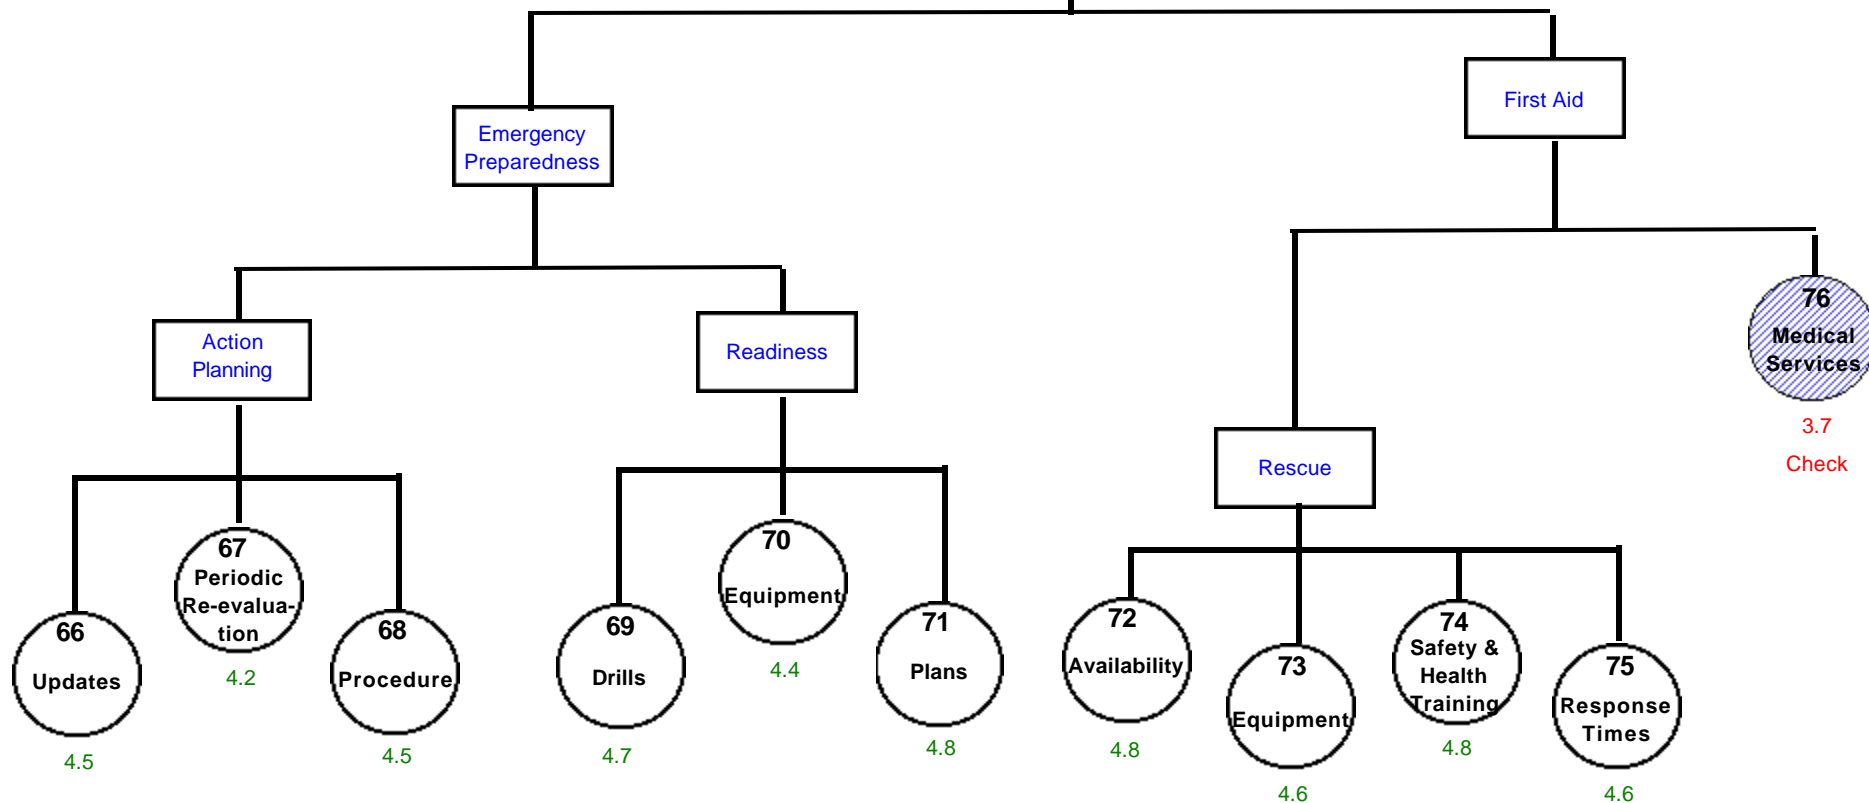 First Aid
Emergency
Preparedness
76
Medical
Services
3.7
Check
Action
Planning
Readiness
Rescue
67
Periodic
Re-evalua-
tion
4.2
66
Updates
4.5
68
Procedure
4.5
69
Drills
4.7
70
Equipment
4.4
71
Plans
4.8
72
Availability
4.8
73
Equipment
4.6
74
Safety &
Health
Training
4.8
75
Response
Times
4.6